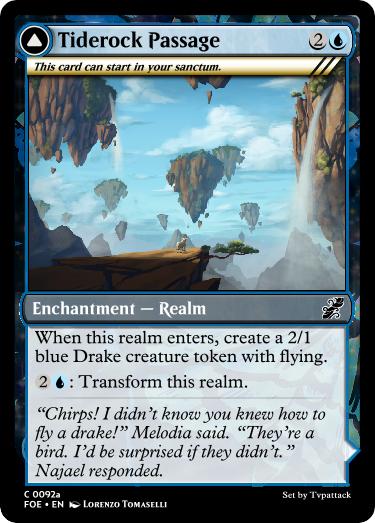 Tiderock Passage 2
This card can start in your sanctum.
Enchantment — Realm
When this realm enters, create a 2/1
blue Drake creature token with flying.
2 : Transform this realm.
“Chirps! I didn’t know you knew how to
fly a drake!” Melodia said. “They’re a
bird. I’d be surprised if they didn’t.”
Najael responded.
C 0092a
FOE • EN Lorenzo Tomaselli
Set by Tvpattack